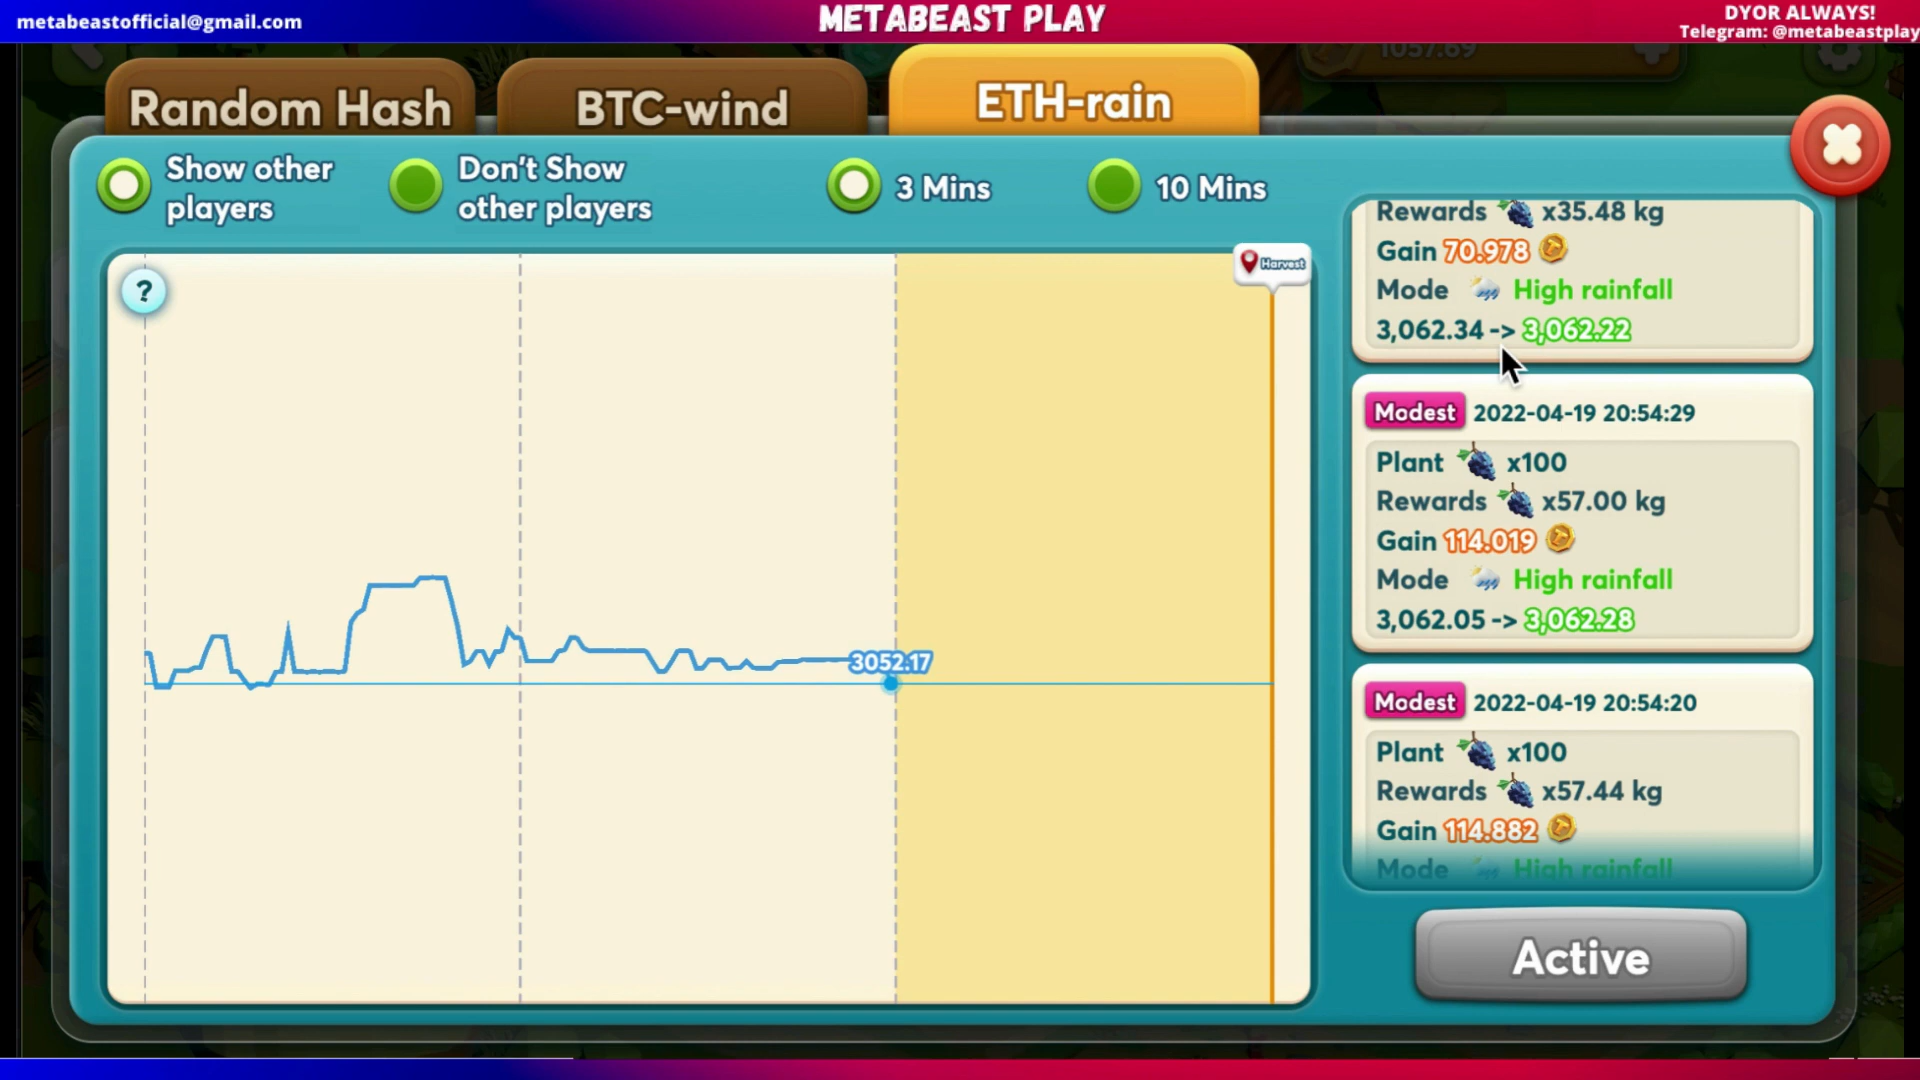 metabeastofficial@gmail.com
METABEAST PLAY
DYOR ALWAYS!
Telegram: @metabeastplay
1057.69
Random Hash
BTC-wind
ETH-rain
Show other
players
Don't Show
other players
3 Mins
10 Mins
?
Harvest
3052.17
Rewards x35.48 kg
Gain 70.978
Mode High rainfall
3,062.34 -> 3,062.22
Modest 2022-04-19 20:54:29
Plant x100
Rewards x57.00 kg
Gain 114.019
Mode High rainfall
3,062.05 -> 3,062.28
Modest 2022-04-19 20:54:20
Plant x100
Rewards x57.44 kg
Gain 114.882
Mode High rainfall
Active